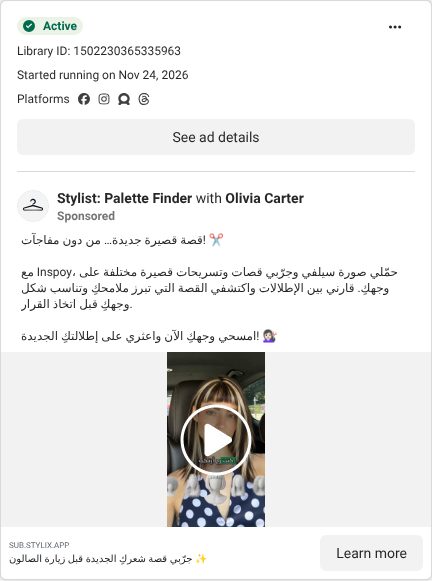 Active
Library ID: 1502230365335963
Started running on Nov 24, 2026
Platforms
See ad details
Stylist: Palette Finder with Olivia Carter
Sponsored
قصة قصيرة جديدة… من دون مفاجآت! ✂️
مع Inspoy، حمّلي صورة سيلفي وجرّبي قصات وتسريحات قصيرة مختلفة على
وجهكِ. قارني بين الإطلالات واكتشفي القصة التي تبرز ملامحكِ وتناسب شكل
وجهكِ قبل اتخاذ القرار.
امسحي وجهكِ الآن واعثري على إطلالتكِ الجديدة! 💇🏻‍♀️
SUB.STYLIX.APP
جرّبي قصة شعركِ الجديدة قبل زيارة الصالون ✨
Learn more